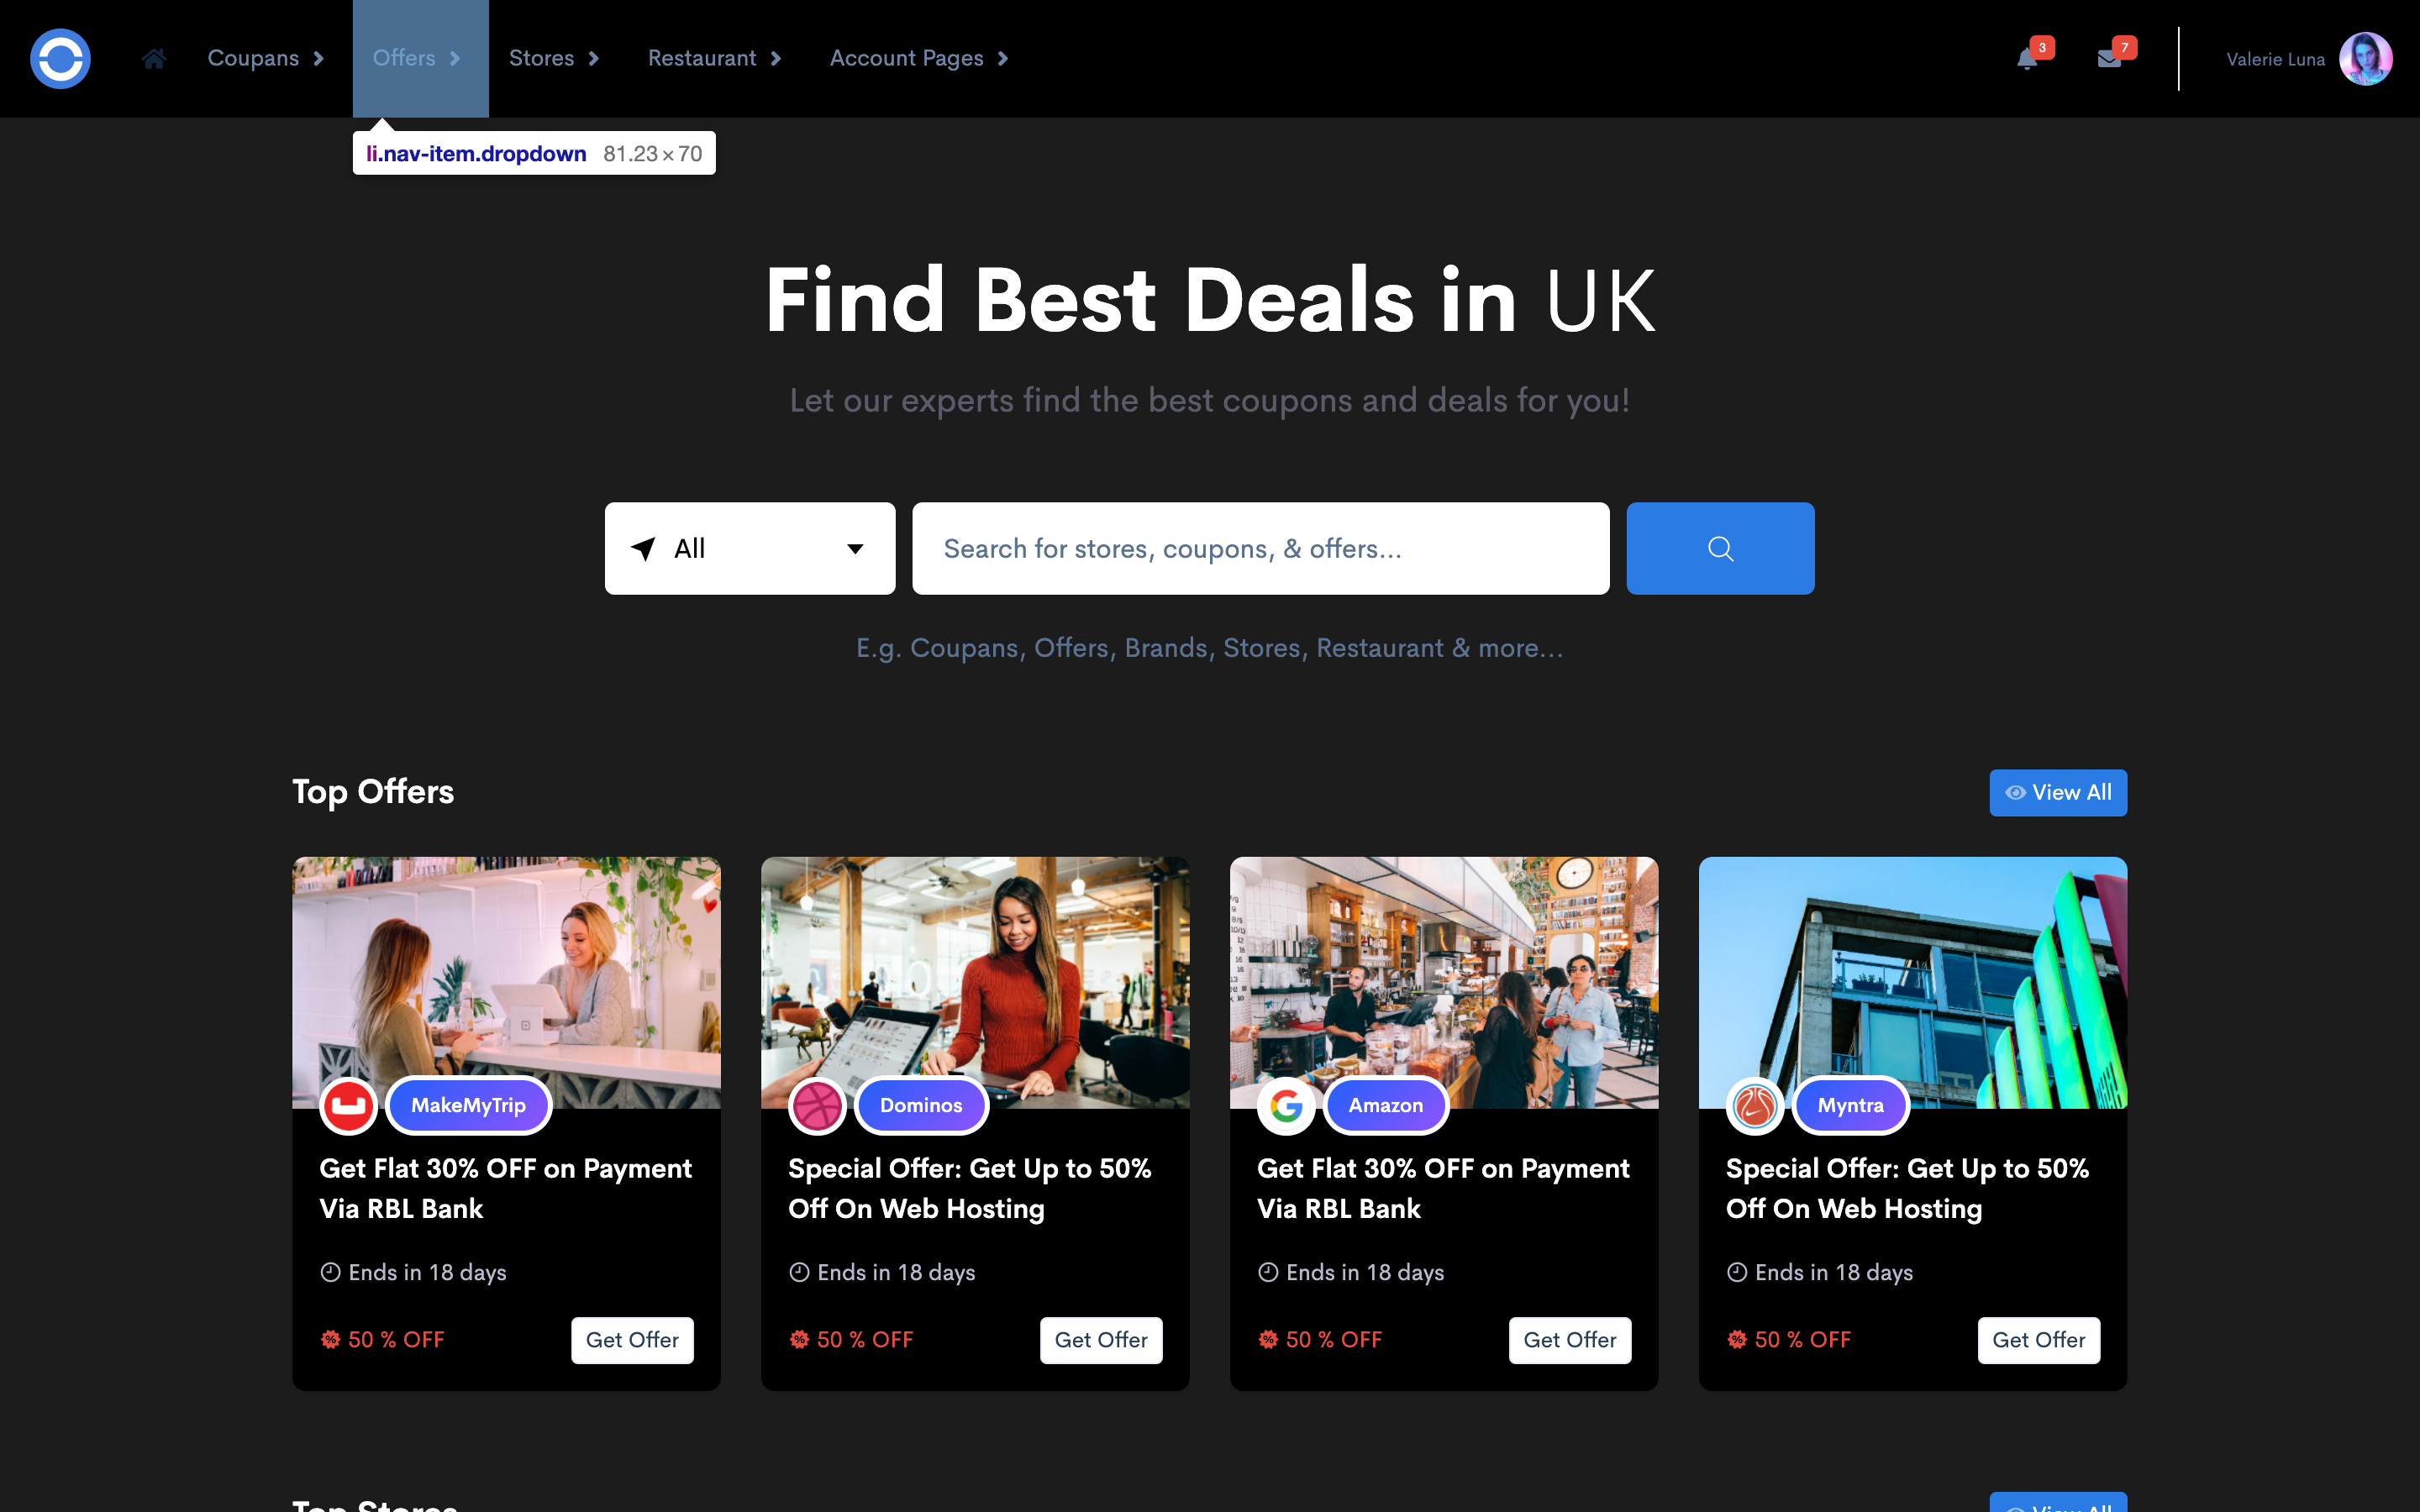 Coupans
Offers
Stores
Restaurant
Account Pages
3
7
Valerie Luna
li.nav-item.dropdown 81.23×70
Find Best Deals in UK
Let our experts find the best coupons and deals for you!
All
Search for stores, coupons, & offers...
E.g. Coupans, Offers, Brands, Stores, Restaurant & more...
Top Offers
View All
MakeMyTrip
Get Flat 30% OFF on Payment
Via RBL Bank
Ends in 18 days
50 % OFF
Get Offer
Dominos
Special Offer: Get Up to 50%
Off On Web Hosting
Ends in 18 days
50 % OFF
Get Offer
Amazon
Get Flat 30% OFF on Payment
Via RBL Bank
Ends in 18 days
50 % OFF
Get Offer
Myntra
Special Offer: Get Up to 50%
Off On Web Hosting
Ends in 18 days
50 % OFF
Get Offer
Top Stores
View All